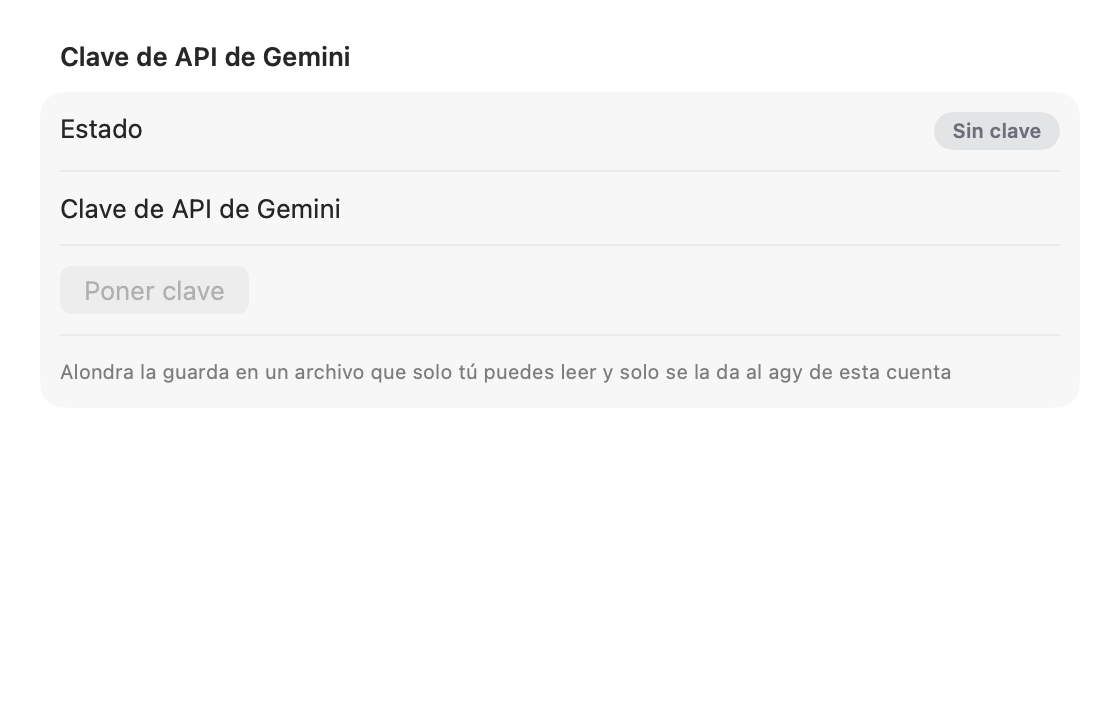 Clave de API de Gemini
Estado
Sin clave
Clave de API de Gemini
Poner clave
Alondra la guarda en un archivo que solo tú puedes leer y solo se la da al agy de esta cuenta